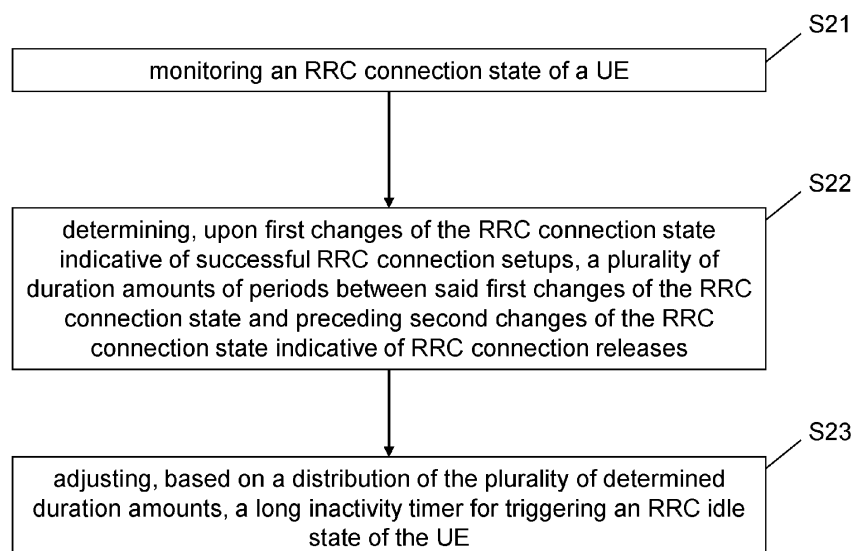 S21
monitoring an RRC connection state of a UE
S22
determining, upon first changes of the RRC connection state
indicative of successful RRC connection setups, a plurality of
duration amounts of periods between said first changes of the RRC
connection state and preceding second changes of the RRC
connection state indicative of RRC connection releases
S23
adjusting, based on a distribution of the plurality of determined
duration amounts, a long inactivity timer for triggering an RRC idle
state of the UE